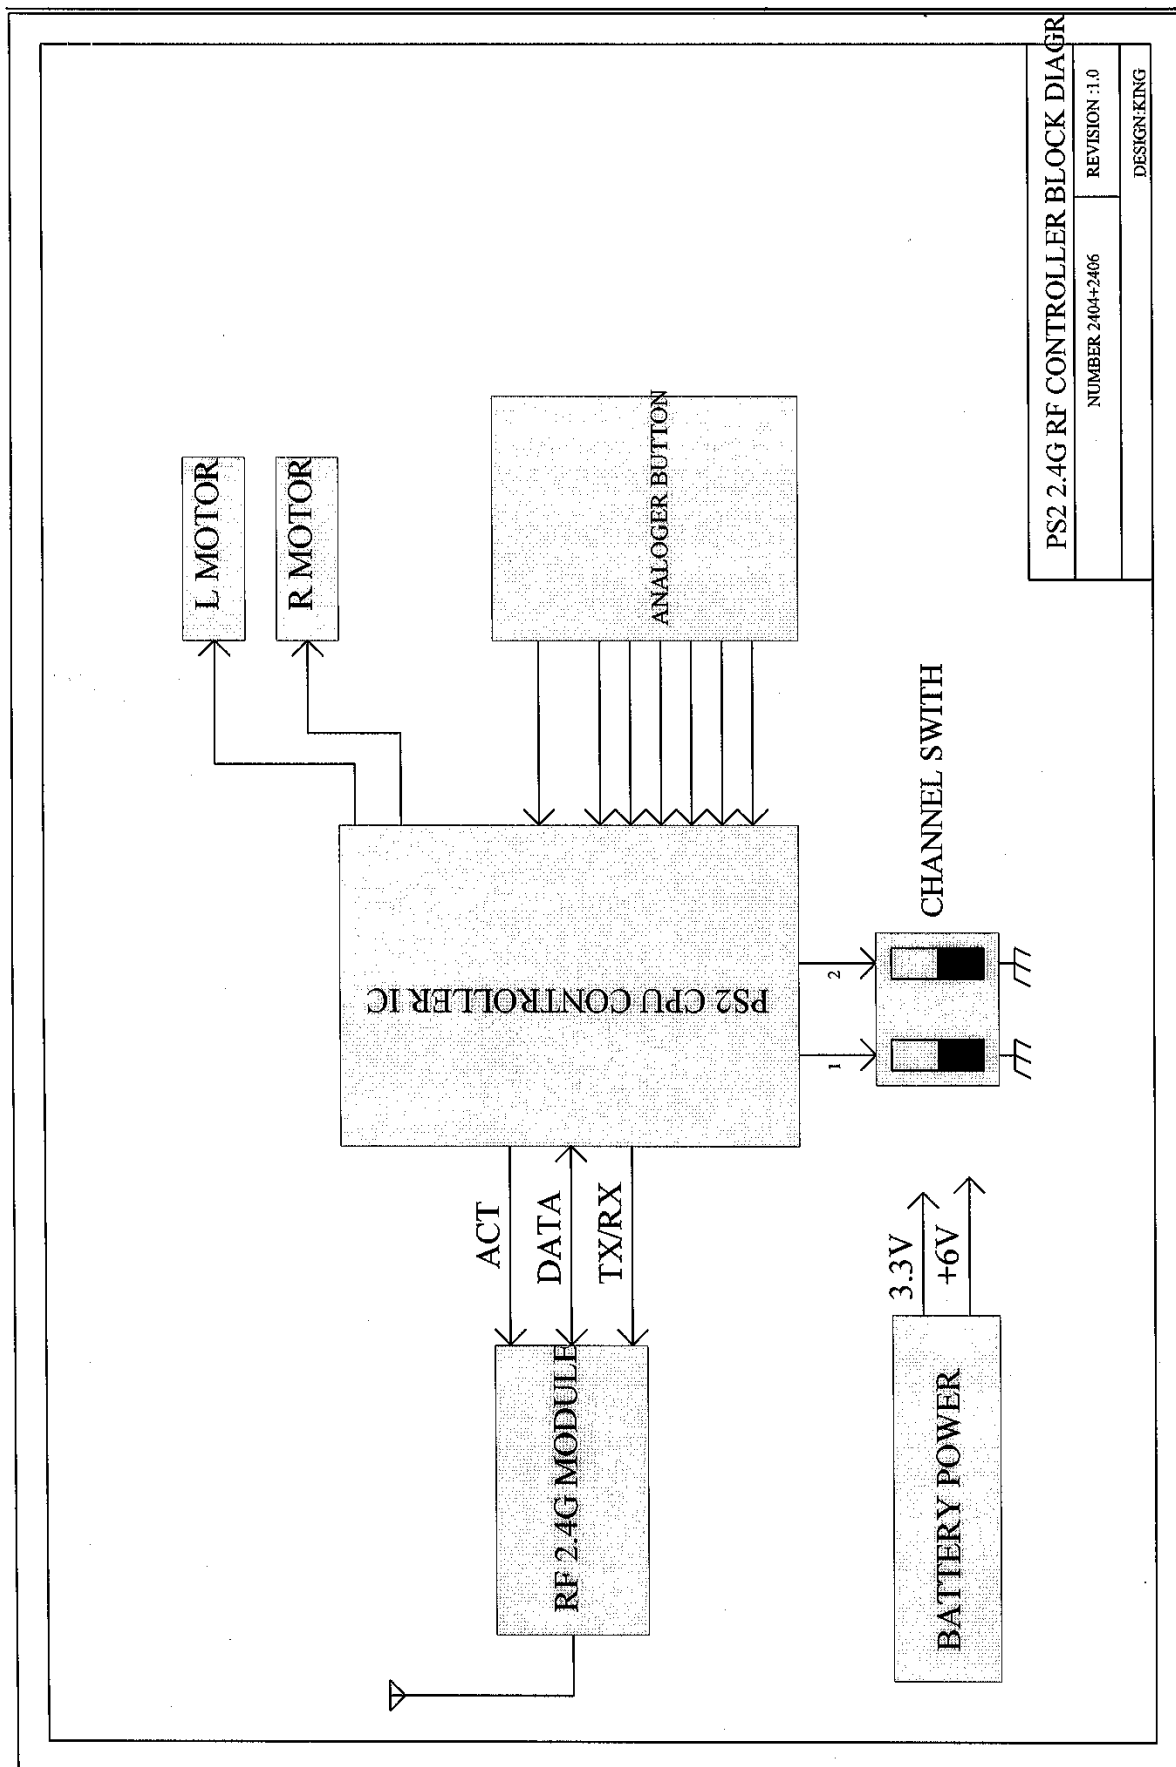 L MOTOR
R MOTOR
ACT
DATA
TX/RX
RF 2.4G MODULE
PS2 CPU CONTROLLER IC
ANALOGER BUTTON
1
2
CHANNEL SWITH
3.3V
+6V
BATTERY POWER
PS2 2.4G RF CONTROLLER BLOCK DIAGR
NUMBER 2404+2406
REVISION :1.0
DESIGN:KING